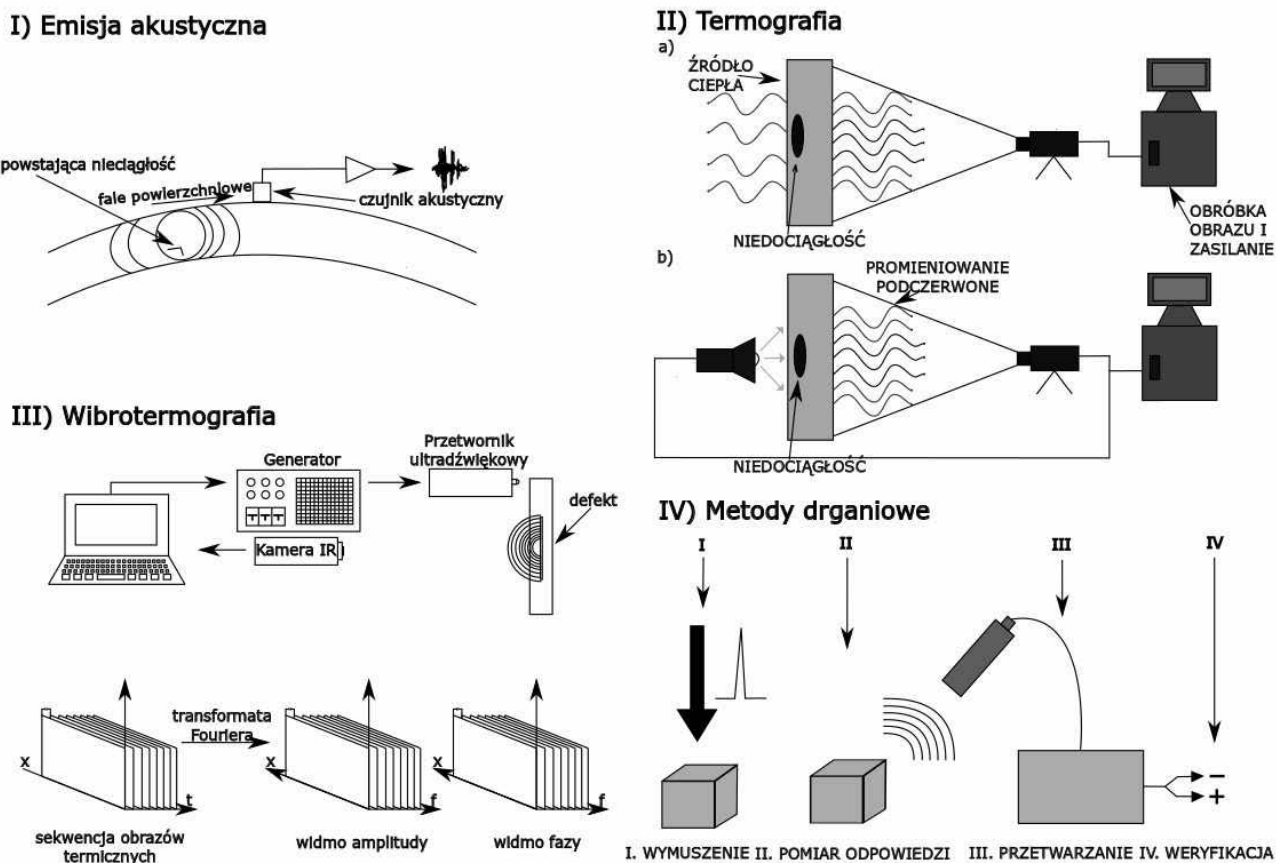 I) Emisja akustyczna
powstająca nieciągłość
fale powierzchniowe
czujnik akustyczny
II) Termografia
a)
ŹRÓDŁO
CIEPŁA
NIEDOCIĄGŁOŚĆ
OBRÓBKA
OBRAZU I
ZASILANIE
b)
PROMIENIOWANIE
PODCZERWONE
NIEDOCIĄGŁOŚĆ
III) Wibrotermografia
Generator
Przetwornik
ultradźwiękowy
defekt
Kamera IR
x
t
sekwencja obrazów
termicznych
transformata
Fouriera
x
f
widmo amplitudy
x
f
widmo fazy
IV) Metody drganiowe
I II III IV
−
+
I. WYMUSZENIE II. POMIAR ODPOWIEDZI III. PRZETWARZANIE IV. WERYFIKACJA